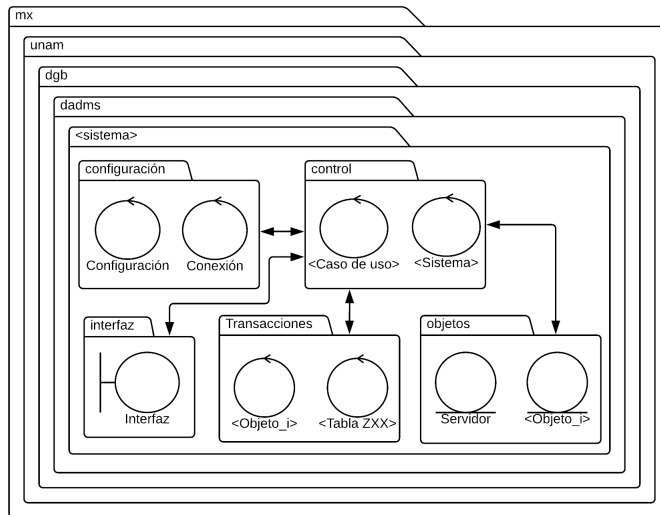 mx
unam
dgb
dadms
<sistema>
configuración
control
Configuración
Conexión
<Caso de uso>
<Sistema>
interfaz
Transacciones
objetos
Interfaz
<Objeto_i>
<Tabla ZXX>
Servidor
<Objeto_i>